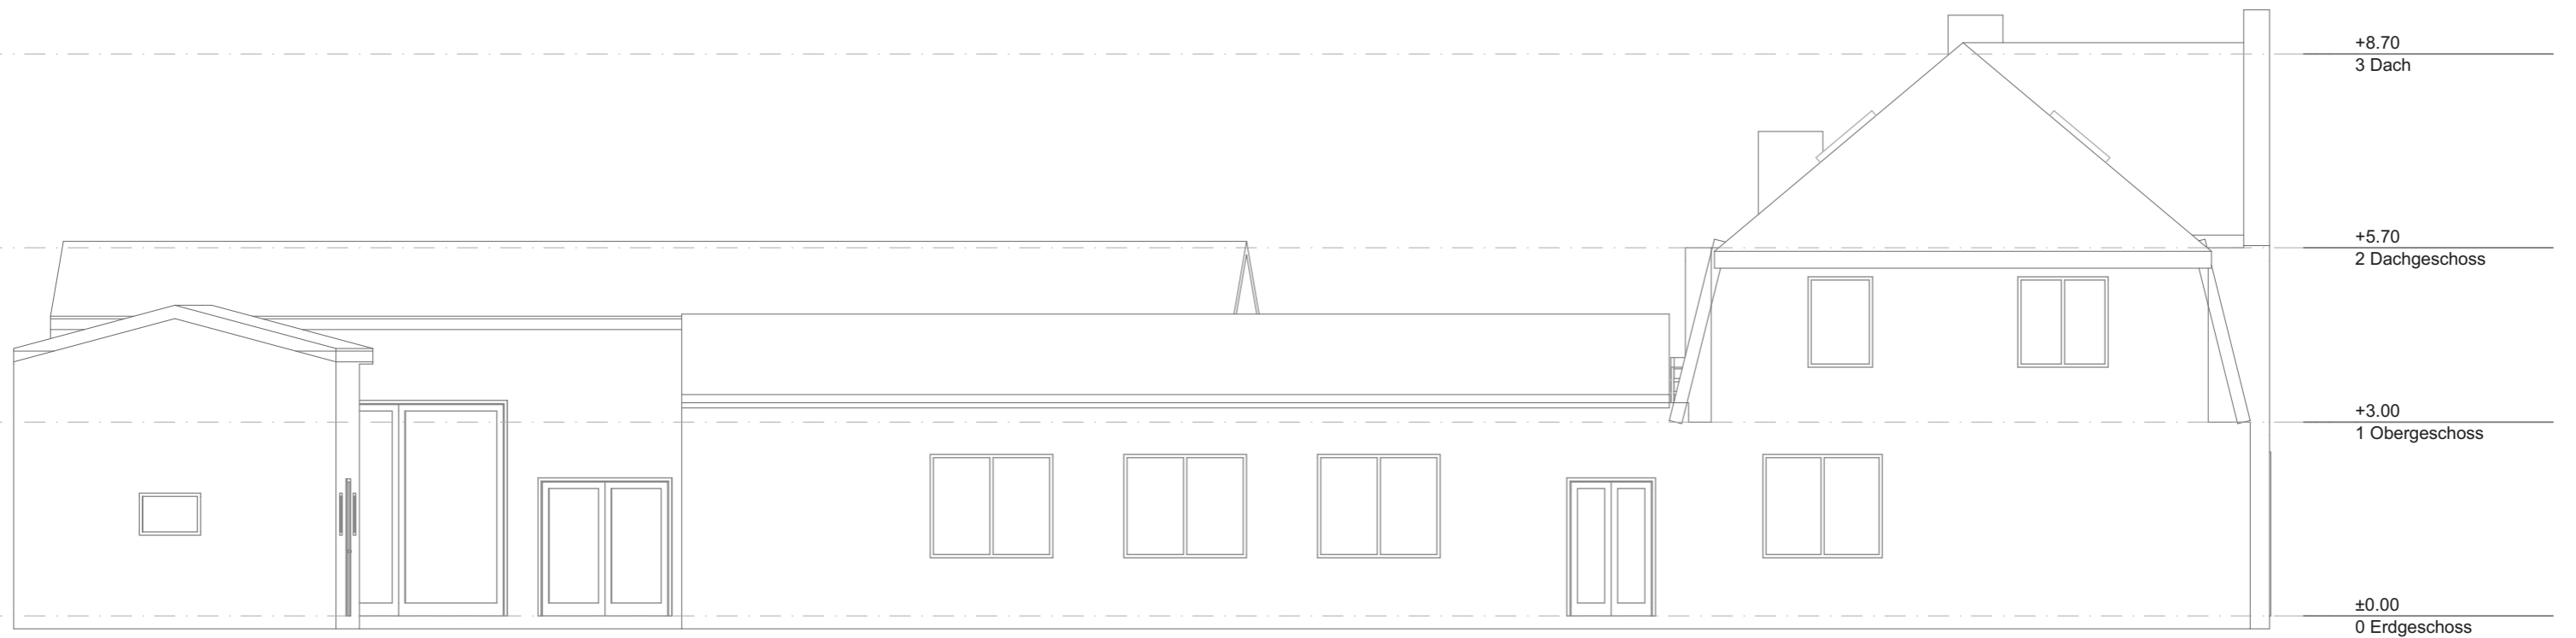 +8.70
3 Dach
+5.70
2 Dachgeschoss
+3.00
1 Obergeschoss
±0.00
0 Erdgeschoss